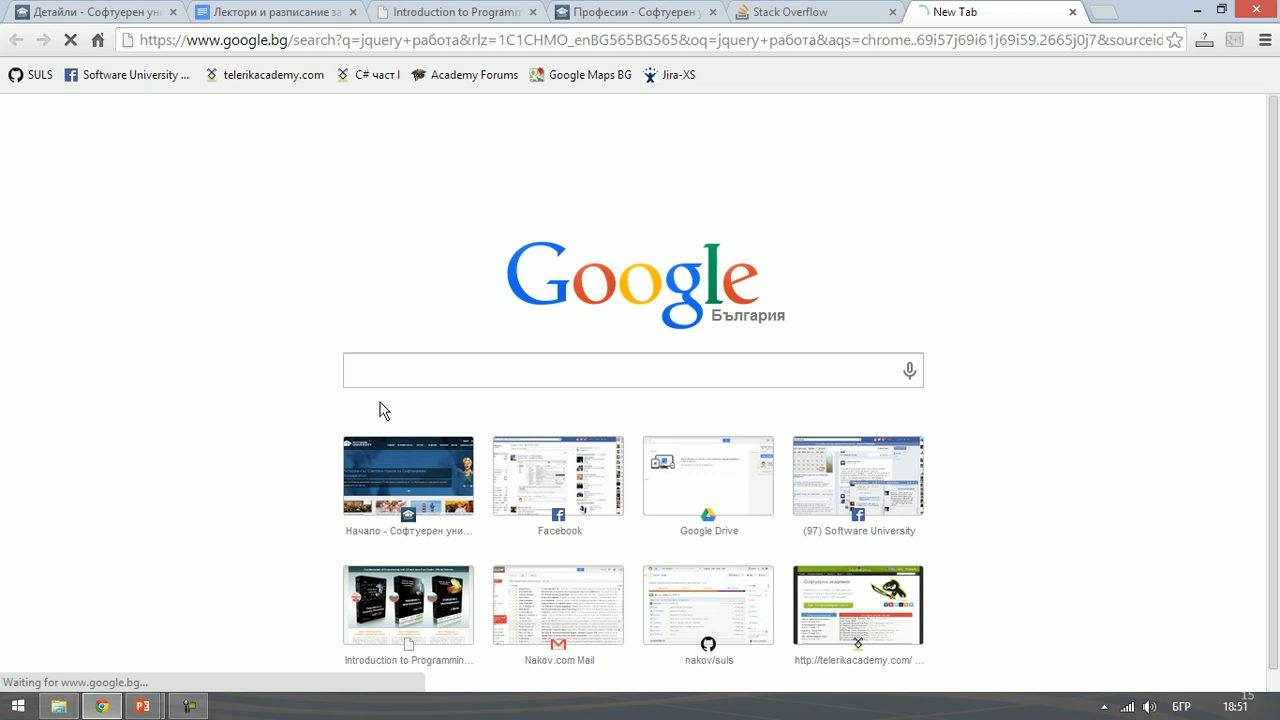 Детайли - Софтуерен ун
Лектори и разписание за
Introduction to Programm
Професии - Софтуерен у
Stack Overflow
New Tab
https://www.google.bg/search?q=jquery+работа&rlz=1C1CHMO_enBG565BG565&oq=jquery+работа&aqs=chrome..69i57j69i61j69i59.2665j0j7&sourceid
SULS
Software University ...
telerikacademy.com
C# част I
Academy Forums
Google Maps BG
Jira-XS
Google
България
Начало - Софтуерен уни...
Facebook
Google Drive
(97) Software University
Introduction to Programmin...
Nakov.com Mail
nakov/suls
http://telerikacademy.com/ ...
Waiting for www.google.bg...
15
БГР
18:51